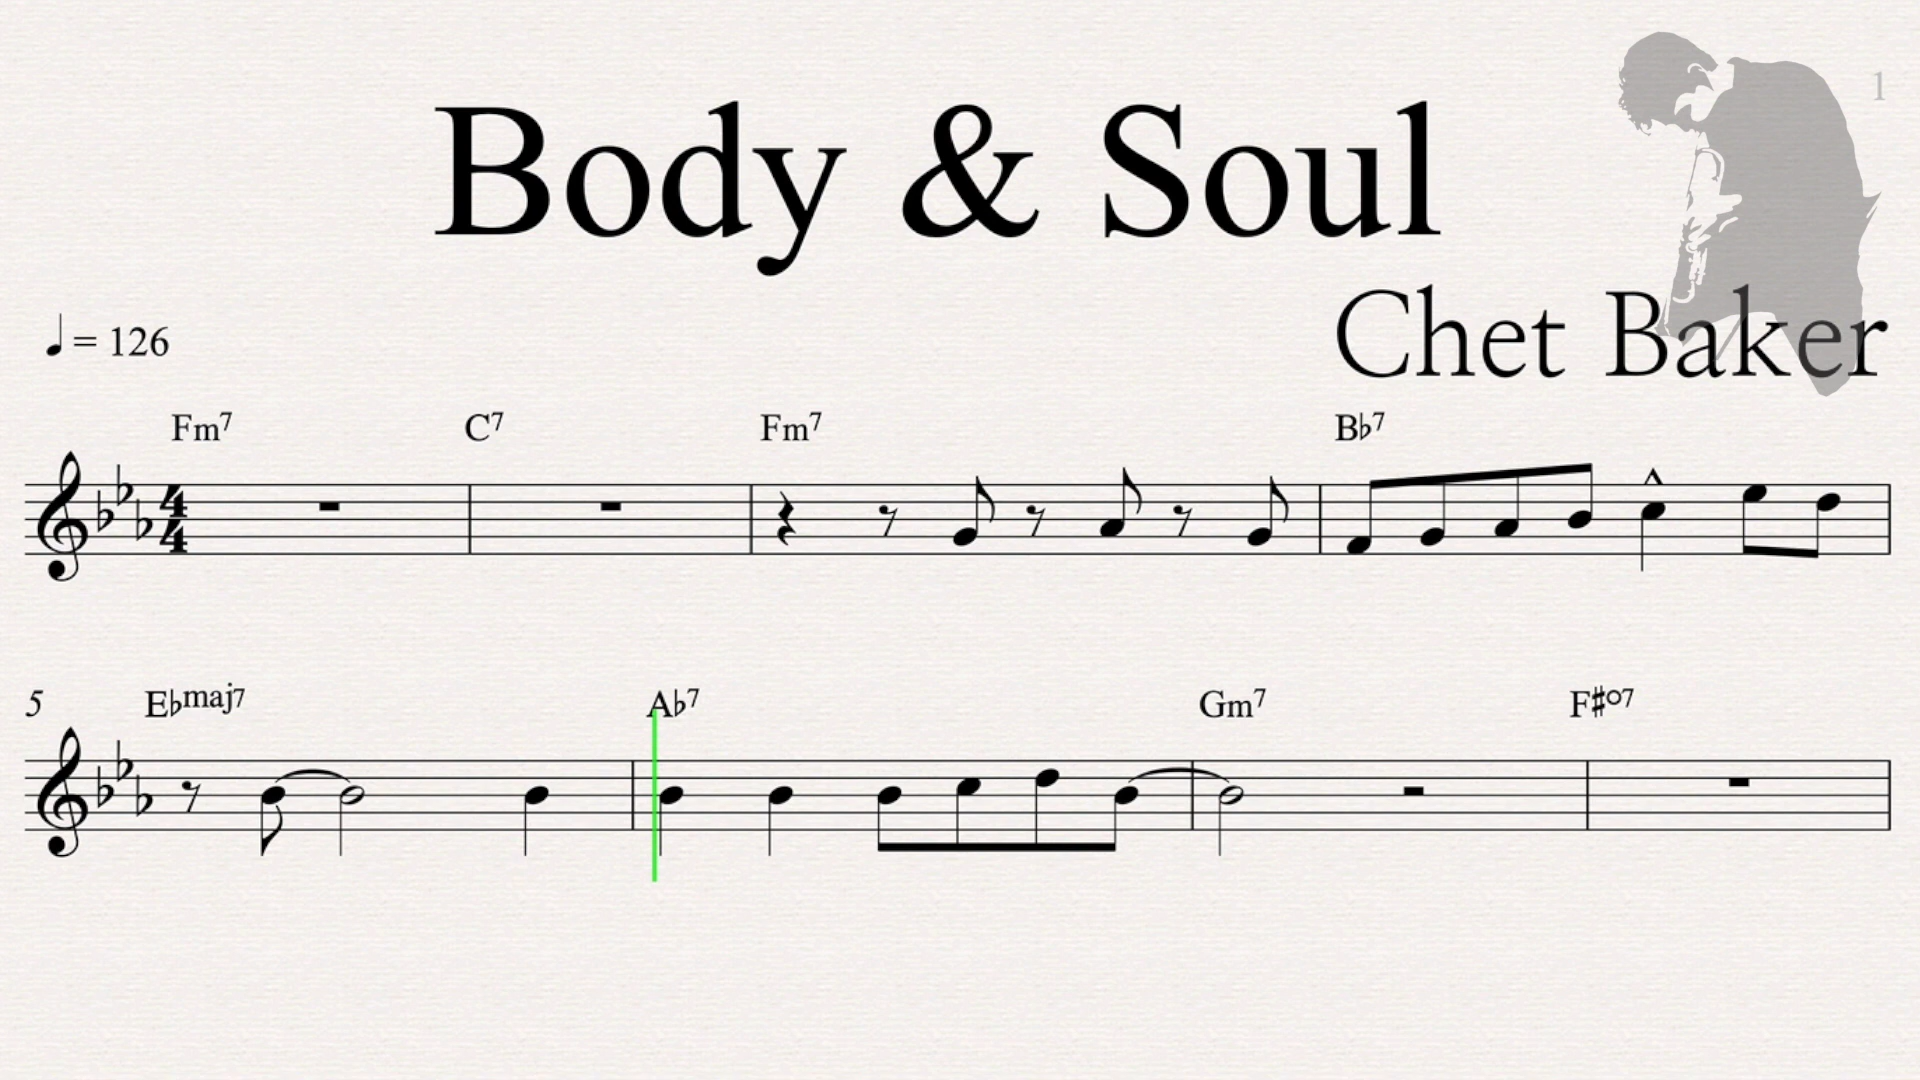 1
Body & Soul
Chet Baker
♩ = 126
Fm7 C7 Fm7 B♭7
4
4
5 E♭maj7 A♭7 Gm7 F♯o7